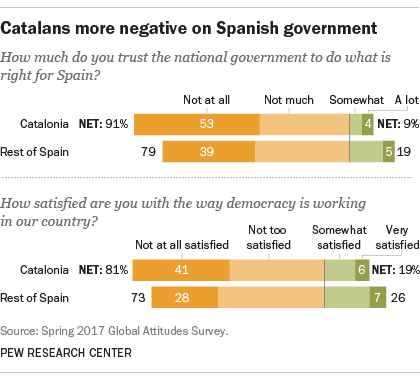 Catalans more negative on Spanish government
How much do you trust the national government to do what is
right for Spain?
Not at all Not much Somewhat A lot
Catalonia NET: 91% 53 4 NET: 9%
Rest of Spain 79 39 5 19
How satisfied are you with the way democracy is working
in our country?
Not at all satisfied Not too satisfied Somewhat satisfied Very satisfied
Catalonia NET: 81% 41 6 NET: 19%
Rest of Spain 73 28 7 26
Source: Spring 2017 Global Attitudes Survey.
PEW RESEARCH CENTER